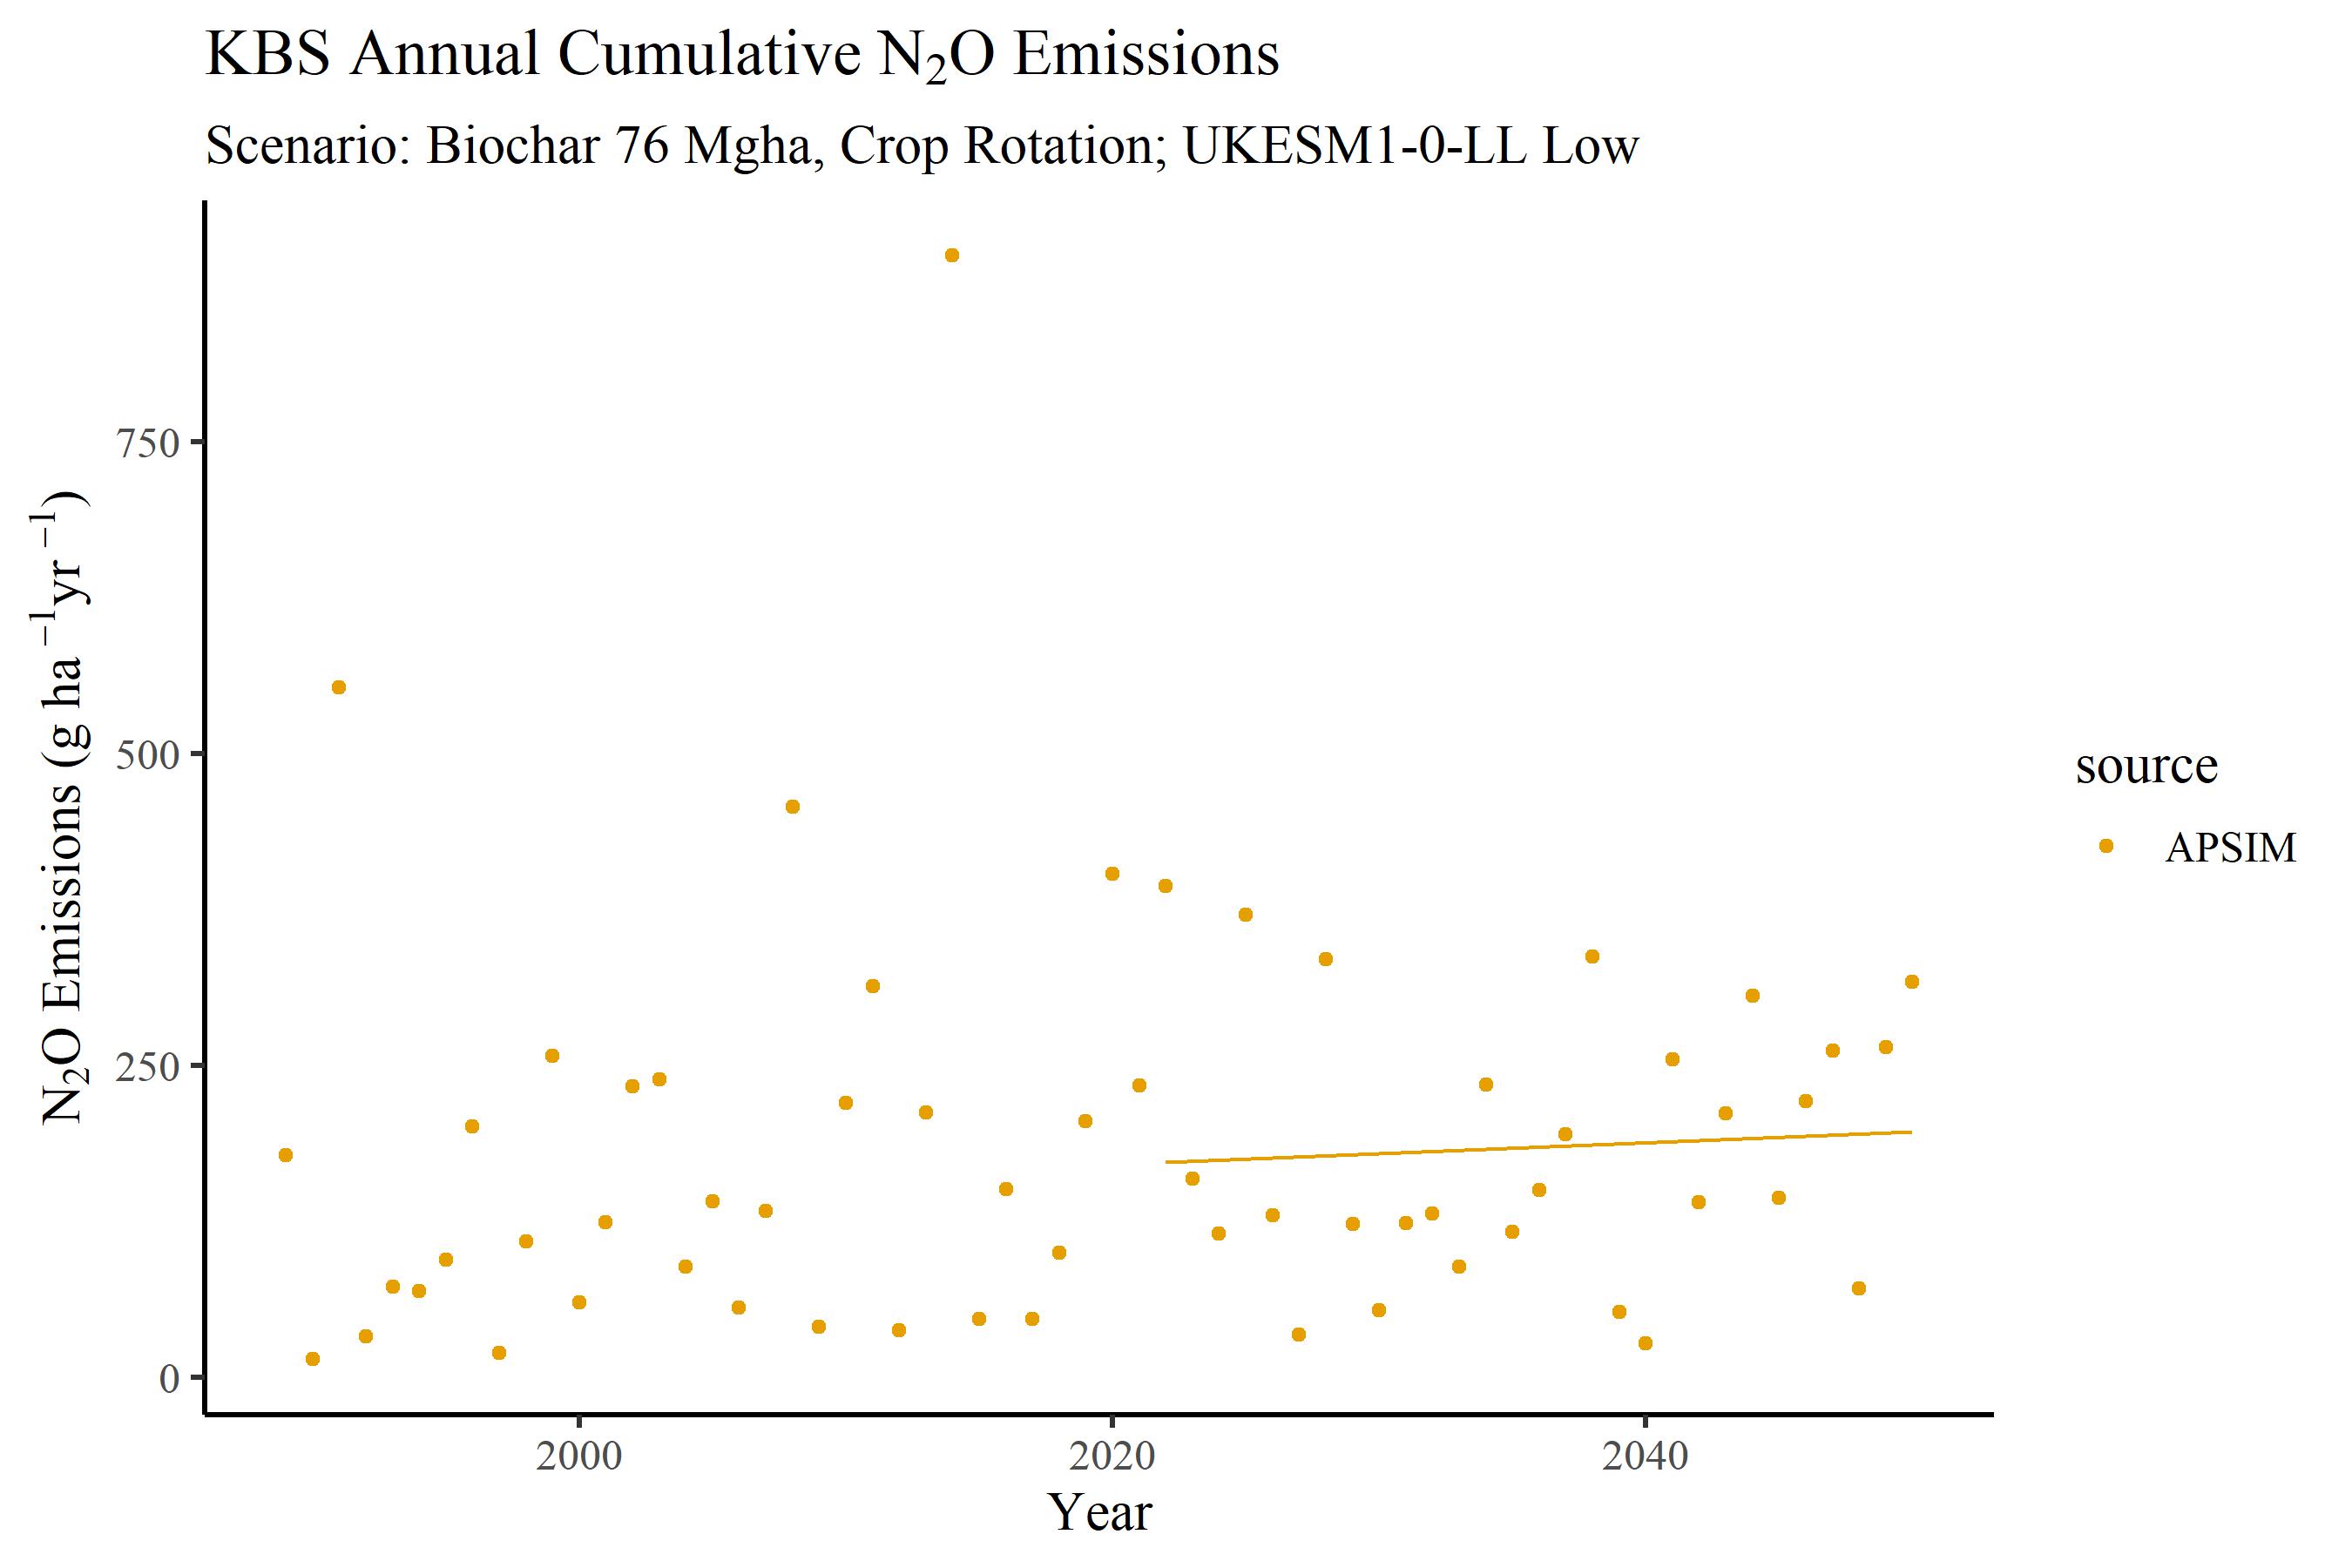 KBS Annual Cumulative N₂O Emissions
Scenario: Biochar 76 Mgha, Crop Rotation; UKESM1-0-LL Low
N₂O Emissions (g ha⁻¹yr⁻¹)
750
500
250
0
2000
2020
2040
Year
source
APSIM